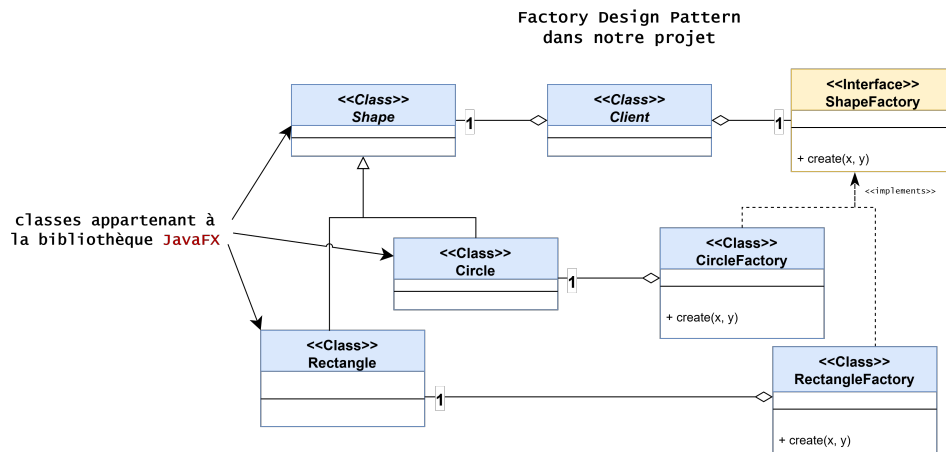 Factory Design Pattern
dans notre projet
<<Class>>
Shape
1
<<Class>>
Client
1
<<Interface>>
ShapeFactory
+ create(x, y)
<<implements>>
classes appartenant à
la bibliothèque JavaFX
<<Class>>
Circle
1
<<Class>>
CircleFactory
+ create(x, y)
<<Class>>
Rectangle
1
<<Class>>
RectangleFactory
+ create(x, y)